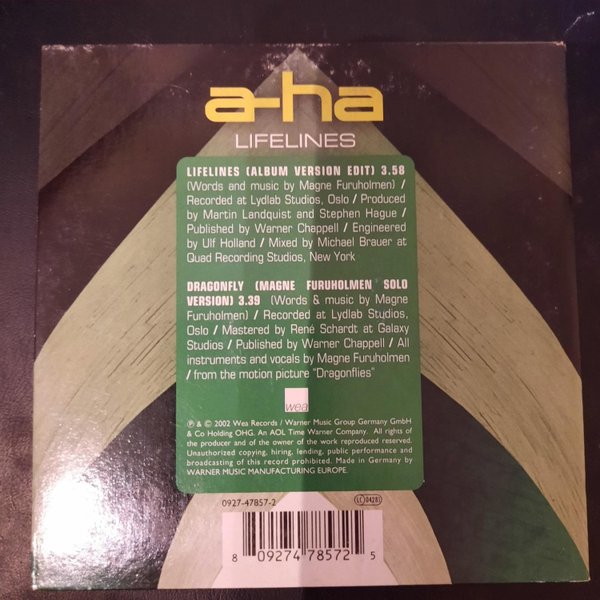 a-ha
LIFELINES
LIFELINES (ALBUM VERSION EDIT) 3.58
(Words and music by Magne Furuholmen) /
Recorded at Lydlab Studios, Oslo / Produced
by Martin Landquist and Stephen Hague /
Published by Warner Chappell / Engineered
by Ulf Holland / Mixed by Michael Brauer at
Quad Recording Studios, New York
DRAGONFLY (MAGNE FURUHOLMEN SOLO
VERSION) 3.39 (Words & music by Magne
Furuholmen) / Recorded at Lydlab Studios,
Oslo / Mastered by René Schardt at Galaxy
Studios / Published by Warner Chappell / All
instruments and vocals by Magne Furuholmen
/ from the motion picture "Dragonflies"
wea
℗ & © 2002 Wea Records / Warner Music Group Germany GmbH
& Co Holding OHG. An AOL Time Warner Company. All rights of
the producer and of the owner of the work reproduced reserved.
Unauthorized copying, hiring, lending, public performance and
broadcasting of this record prohibited. Made in Germany by
WARNER MUSIC MANUFACTURING EUROPE.
0927-47857-2
LC 04281
8 09274 78572 5